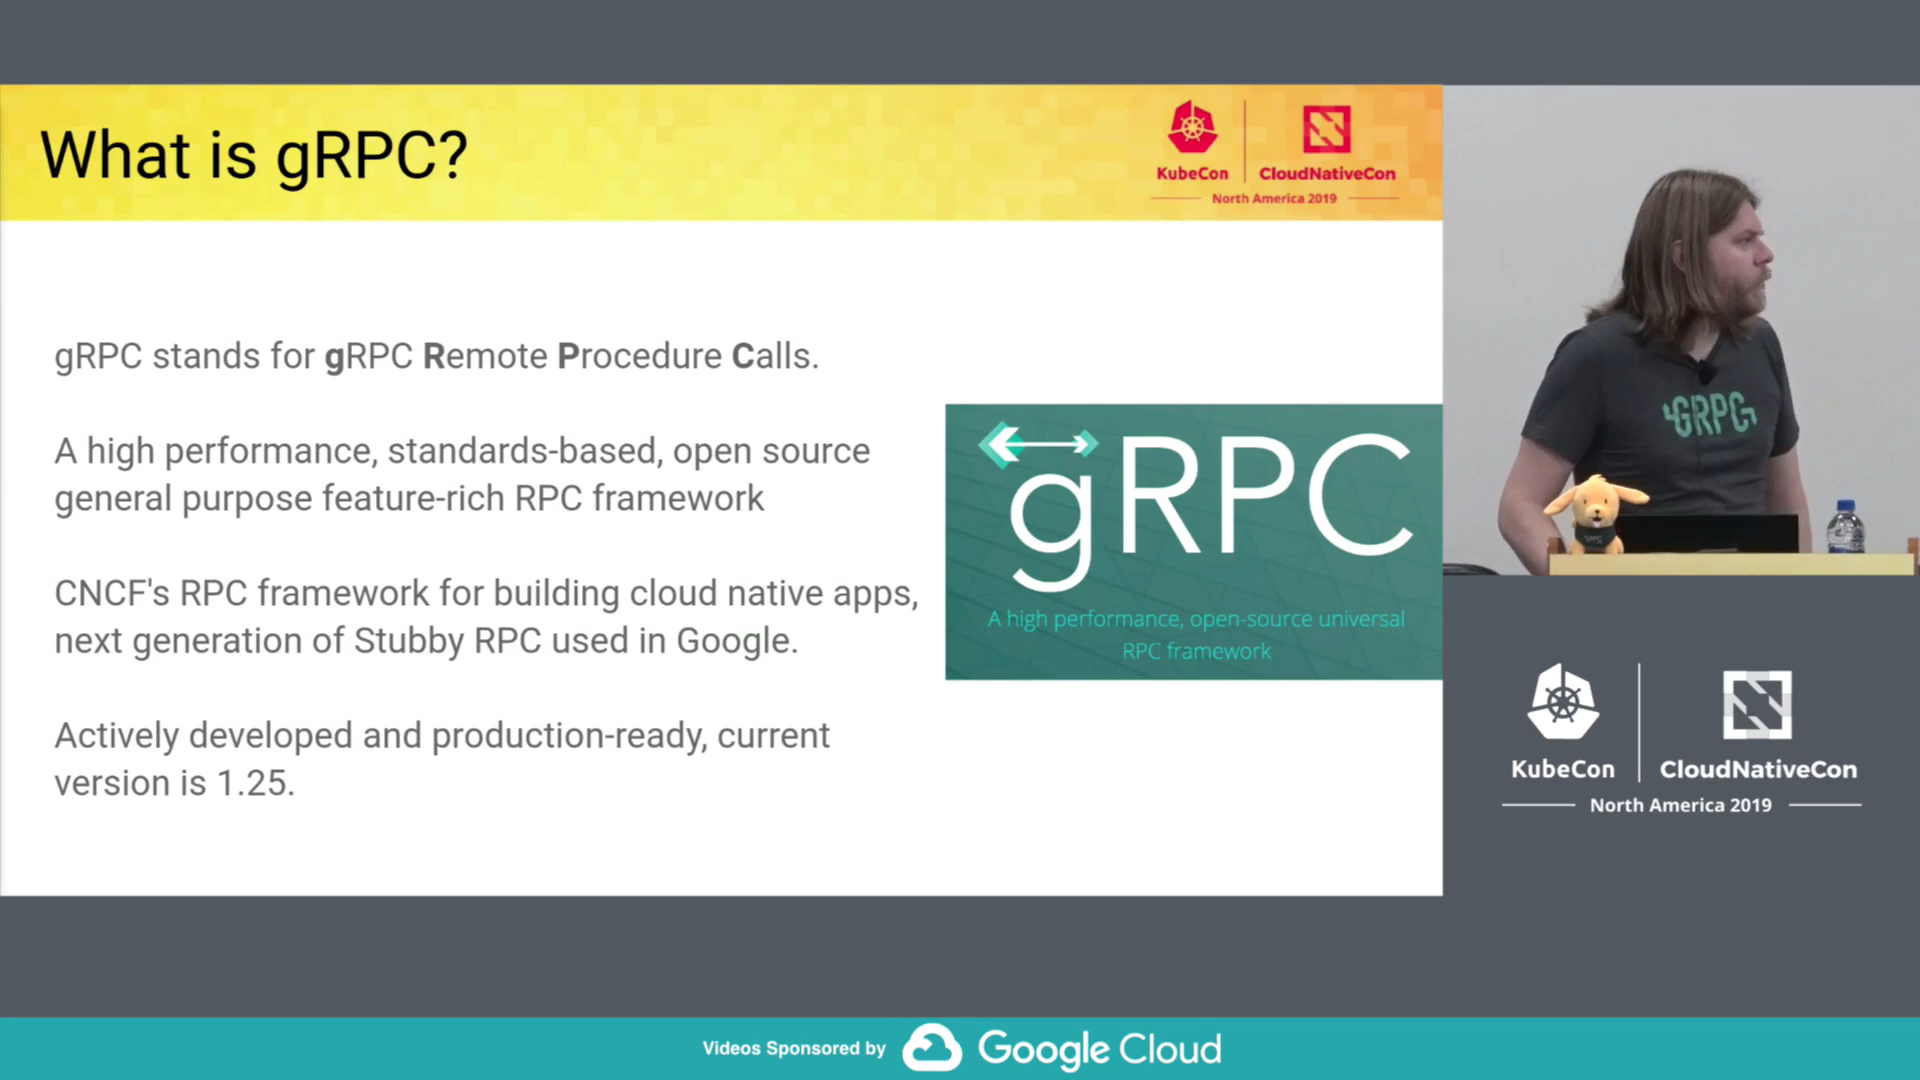 What is gRPC?
KubeCon
CloudNativeCon
North America 2019
gRPC stands for gRPC Remote Procedure Calls.
A high performance, standards-based, open source
general purpose feature-rich RPC framework
CNCF's RPC framework for building cloud native apps,
next generation of Stubby RPC used in Google.
Actively developed and production-ready, current
version is 1.25.
gRPC
A high performance, open-source universal
RPC framework
GRPC
KubeCon
CloudNativeCon
North America 2019
Videos Sponsored by
Google Cloud